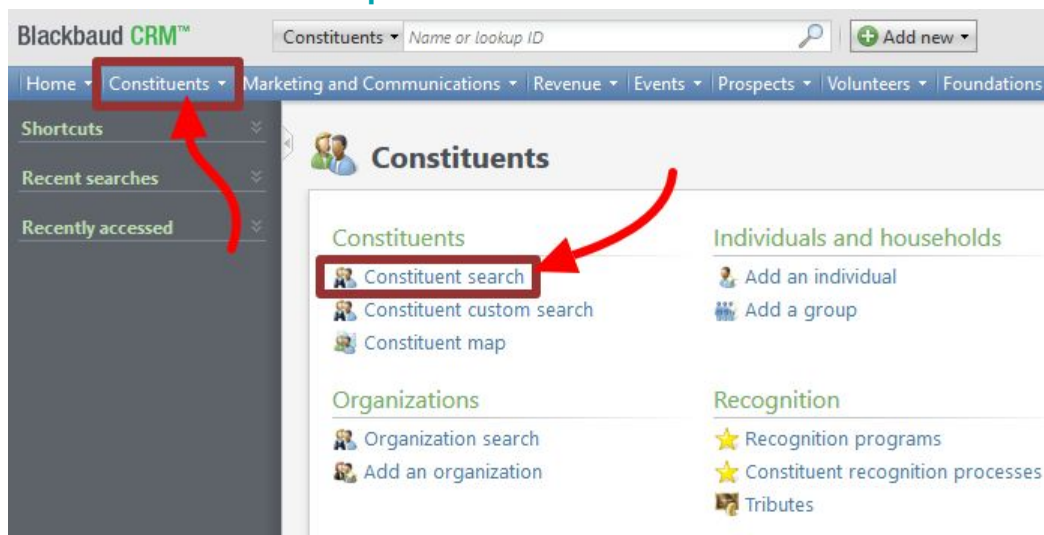 Blackbaud CRM™
Constituents Name or lookup ID
Add new
Home Constituents Marketing and Communications Revenue Events Prospects Volunteers Foundations
Shortcuts
Recent searches
Recently accessed
Constituents
Constituents
Constituent search
Constituent custom search
Constituent map
Individuals and households
Add an individual
Add a group
Organizations
Organization search
Add an organization
Recognition
Recognition programs
Constituent recognition processes
Tributes